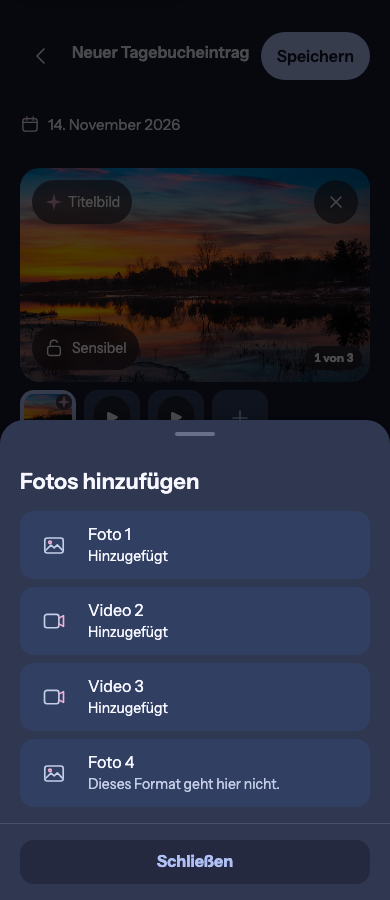 Neuer Tagebucheintrag
Speichern
14. November 2026
Titelbild
Sensibel
1 von 3
Fotos hinzufügen
Foto 1
Hinzugefügt
Video 2
Hinzugefügt
Video 3
Hinzugefügt
Foto 4
Dieses Format geht hier nicht.
Schließen